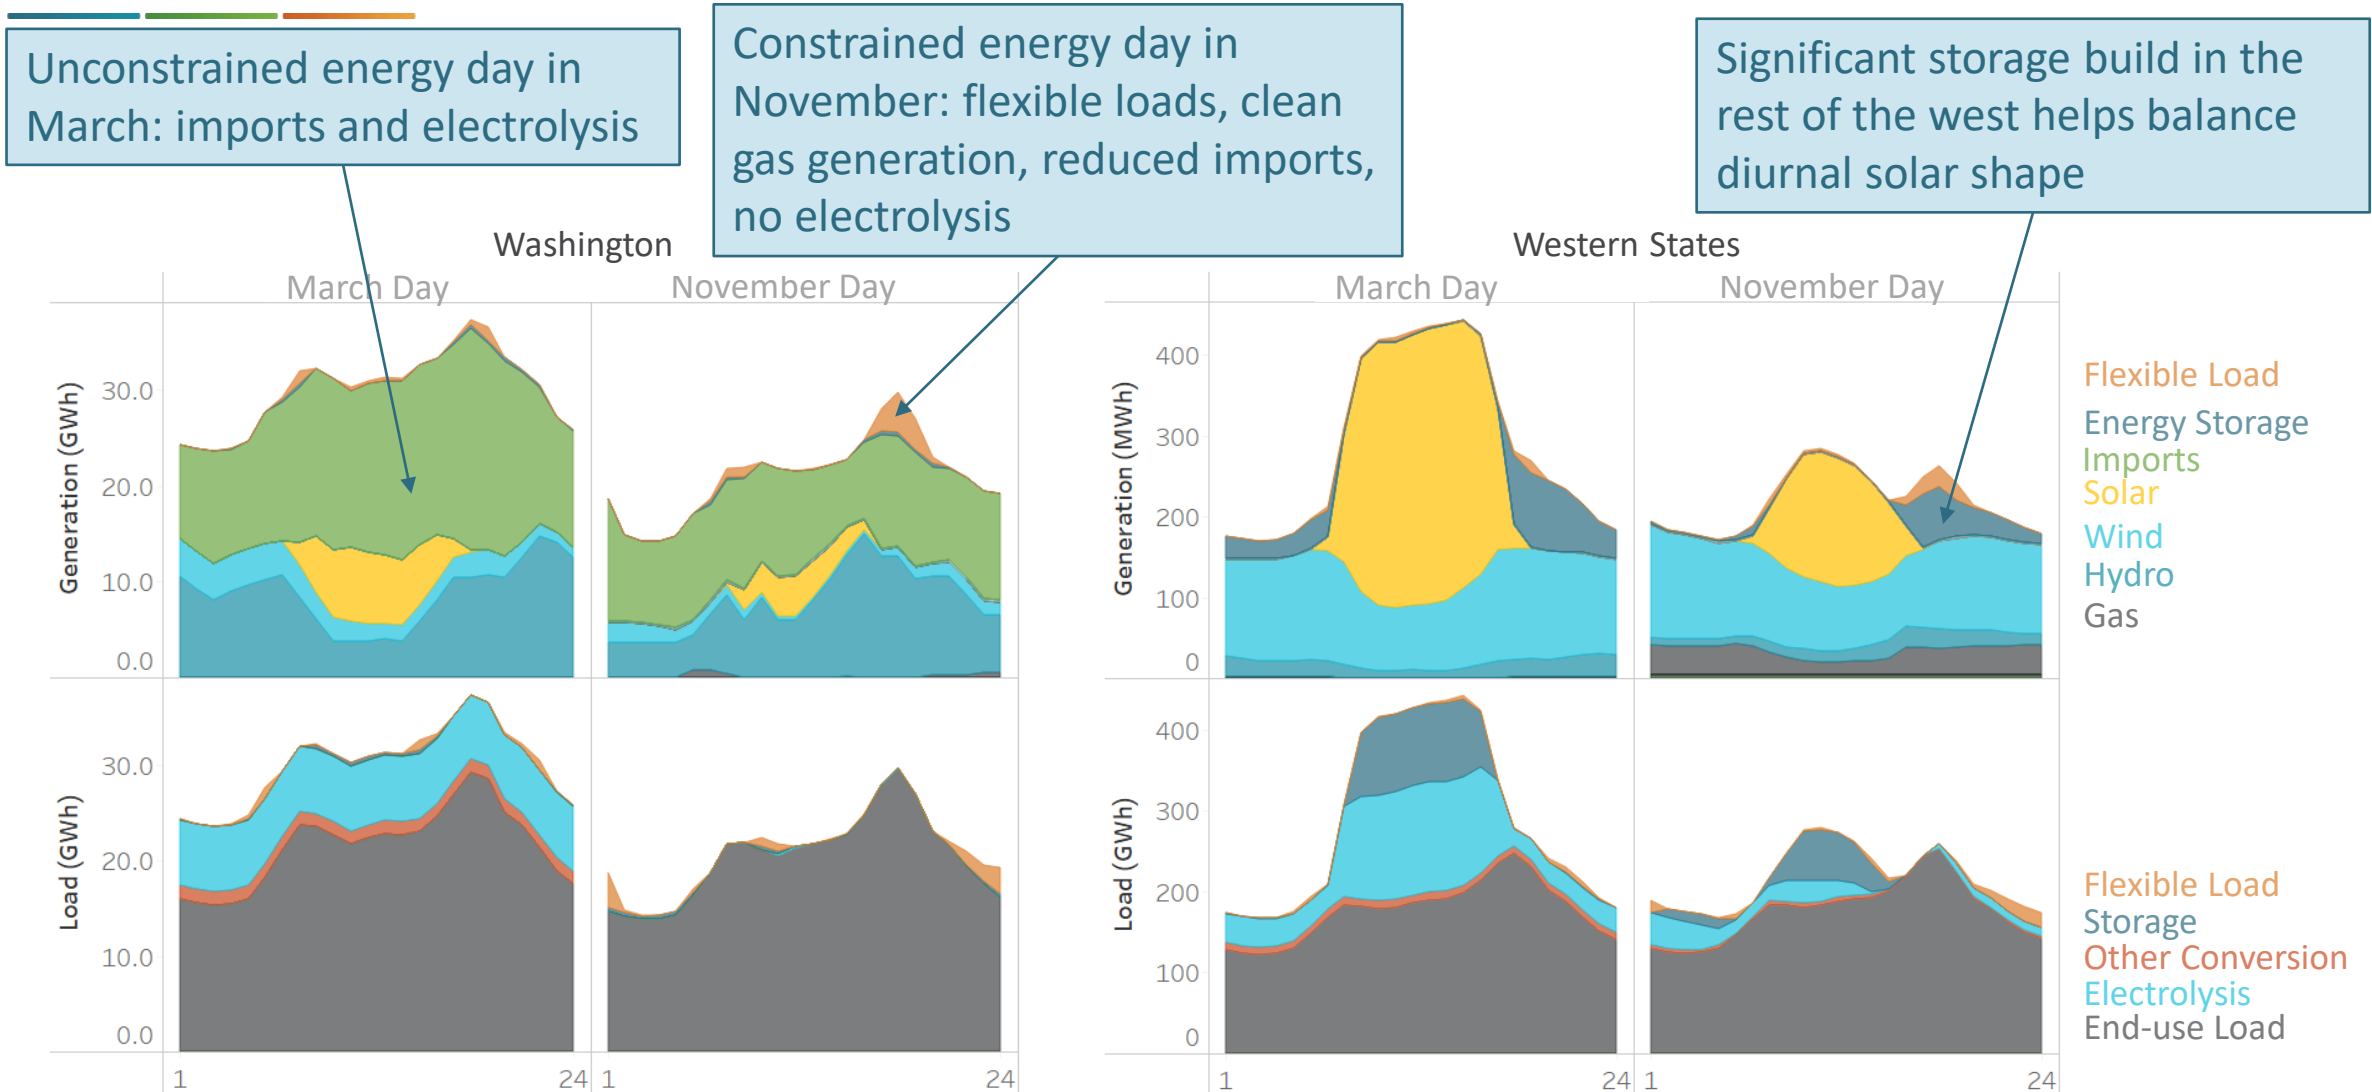 Unconstrained energy day in
March: imports and electrolysis
Constrained energy day in
November: flexible loads, clean
gas generation, reduced imports,
no electrolysis
Significant storage build in the
rest of the west helps balance
diurnal solar shape
Washington
Western States
March Day
November Day
March Day
November Day
Generation (GWh)
30.0
20.0
10.0
0.0
Generation (MWh)
400
300
200
100
0
Flexible Load
Energy Storage
Imports
Solar
Wind
Hydro
Gas
Load (GWh)
30.0
20.0
10.0
0.0
Load (GWh)
400
300
200
100
0
Flexible Load
Storage
Other Conversion
Electrolysis
End-use Load
1
24
1
24
1
24
1
24